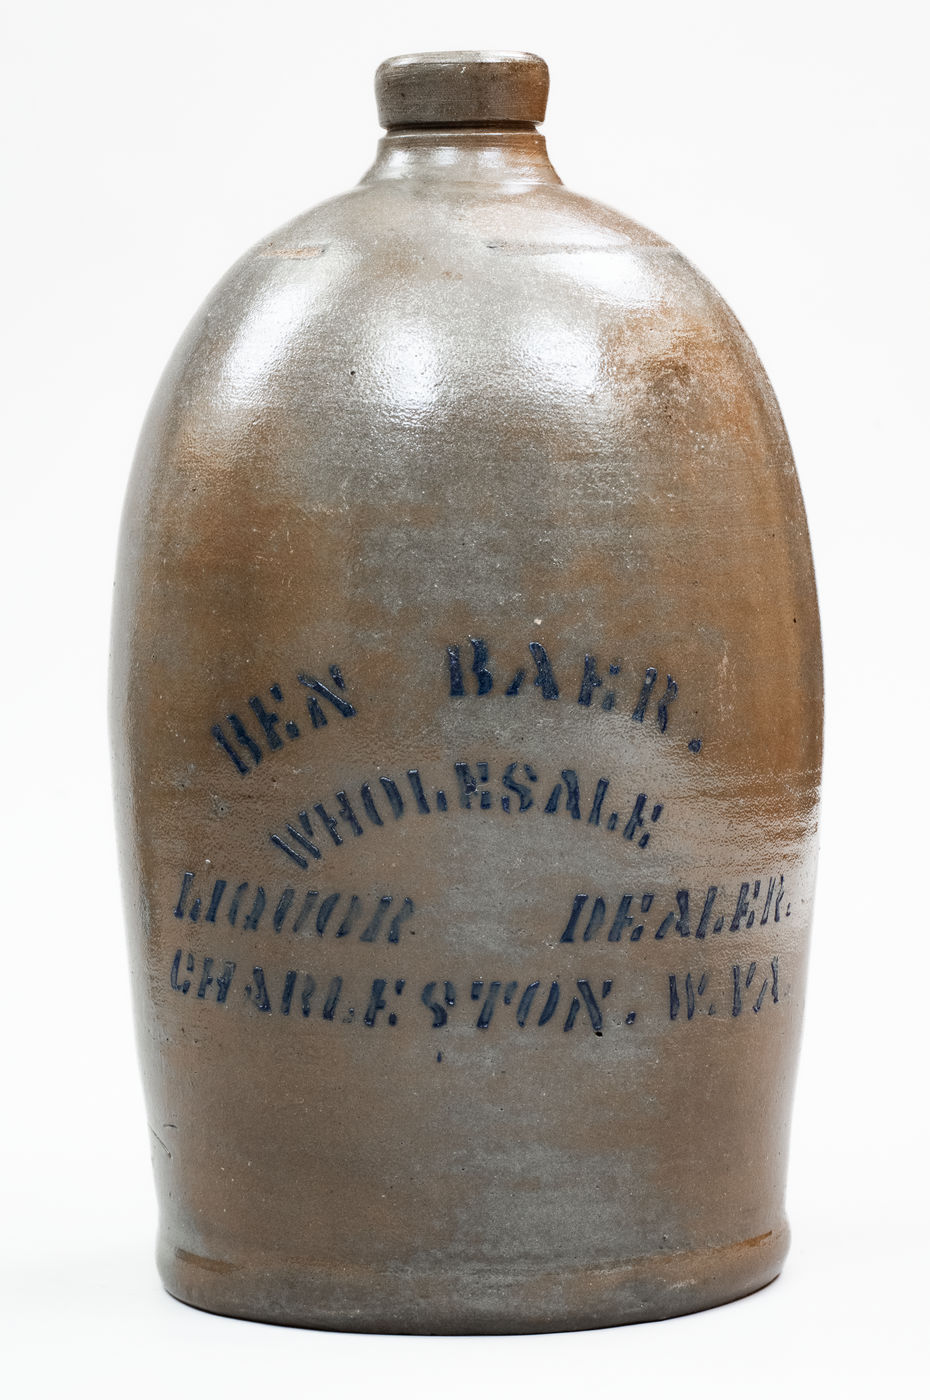 BEN BAER.
WHOLESALE
LIQUOR DEALER.
CHARLESTON. W.VA.